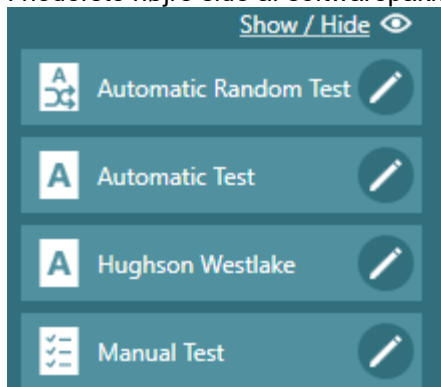 Show / Hide
Automatic Random Test
A
Automatic Test
A
Hughson Westlake
A
Manual Test